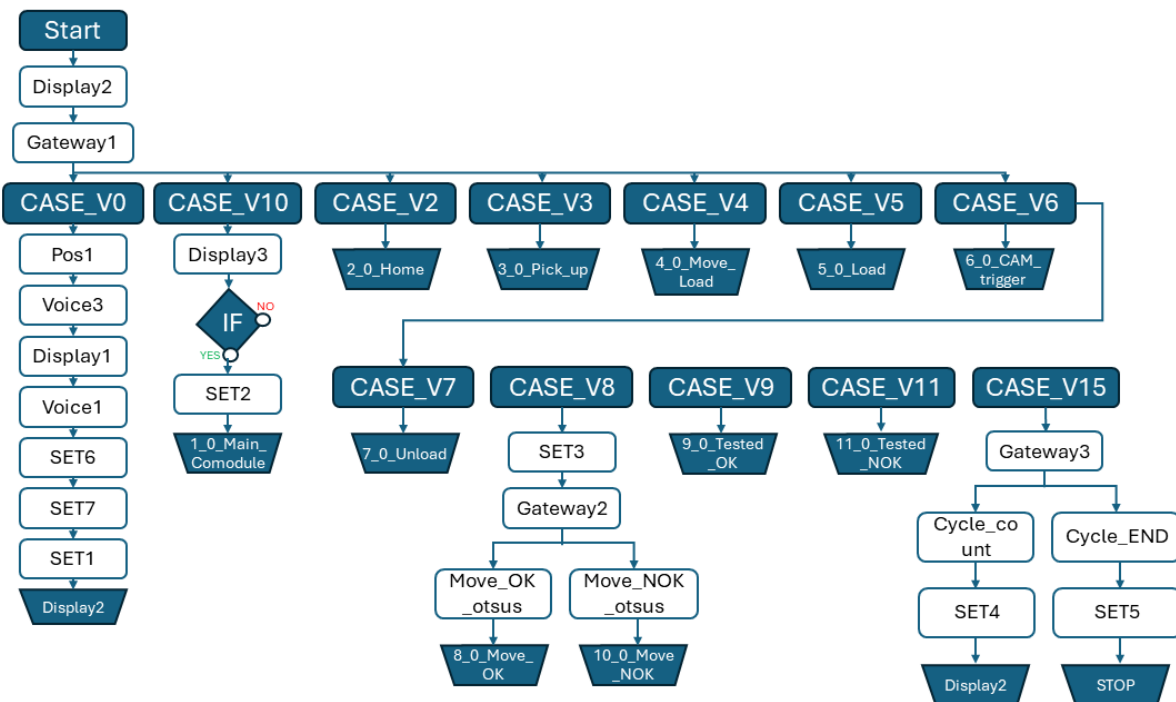 Start
Display2
Gateway1
CASE_V0
CASE_V10
CASE_V2
CASE_V3
CASE_V4
CASE_V5
CASE_V6
Pos1
Display3
2_0_Home
3_0_Pick_up
4_0_Move_
Load
5_0_Load
6_0_CAM_
trigger
Voice3
IF
NO
YES
Display1
Voice1
SET2
SET6
1_0_Main_
Comodule
SET7
SET1
Display2
CASE_V7
CASE_V8
CASE_V9
CASE_V11
CASE_V15
7_0_Unload
SET3
9_0_Tested
_OK
11_0_Tested
_NOK
Gateway3
Gateway2
Cycle_co
unt
Cycle_END
Move_OK
_otsus
Move_NOK
_otsus
SET4
SET5
8_0_Move_
OK
10_0_Move
_NOK
Display2
STOP